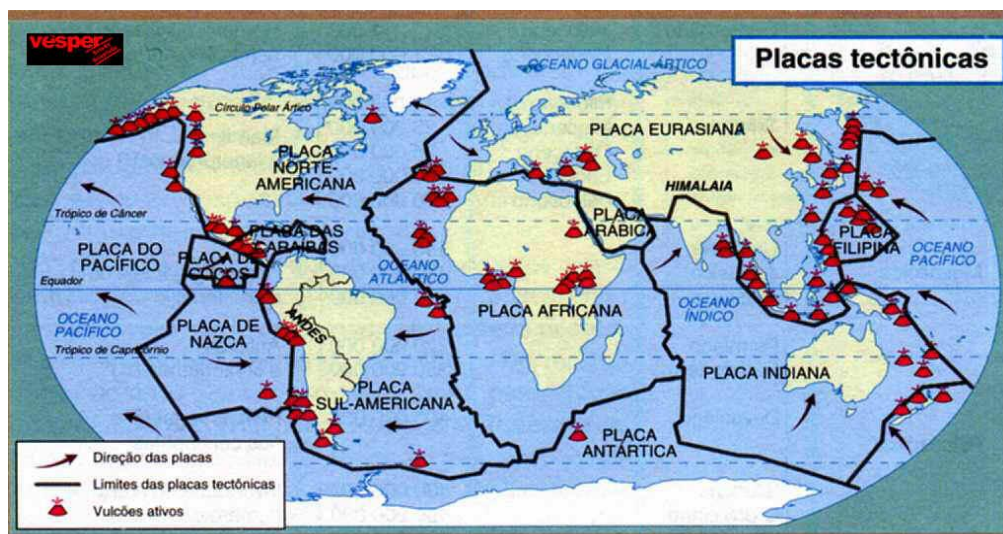 vesper
Placas tectônicas
OCEANO GLACIAL ÁRTICO
Círculo Polar Ártico
PLACA
NORTE-
AMERICANA
PLACA EURASIANA
HIMALAIA
Trópico de Câncer
PLACA DAS
CARAÍBAS
PLACA
ARÁBICA
PLACA
FILIPINA
PLACA DO
PACÍFICO
PLACA DE
COCOS
OCEANO
ATLÂNTICO
OCEANO
PACÍFICO
Equador
PLACA AFRICANA
OCEANO
ÍNDICO
OCEANO
PACÍFICO
PLACA DE
NAZCA
ANDES
Trópico de Capricórnio
PLACA INDIANA
PLACA
SUL-AMERICANA
PLACA
ANTÁRTICA
Direção das placas
Limites das placas tectônicas
Vulcões ativos